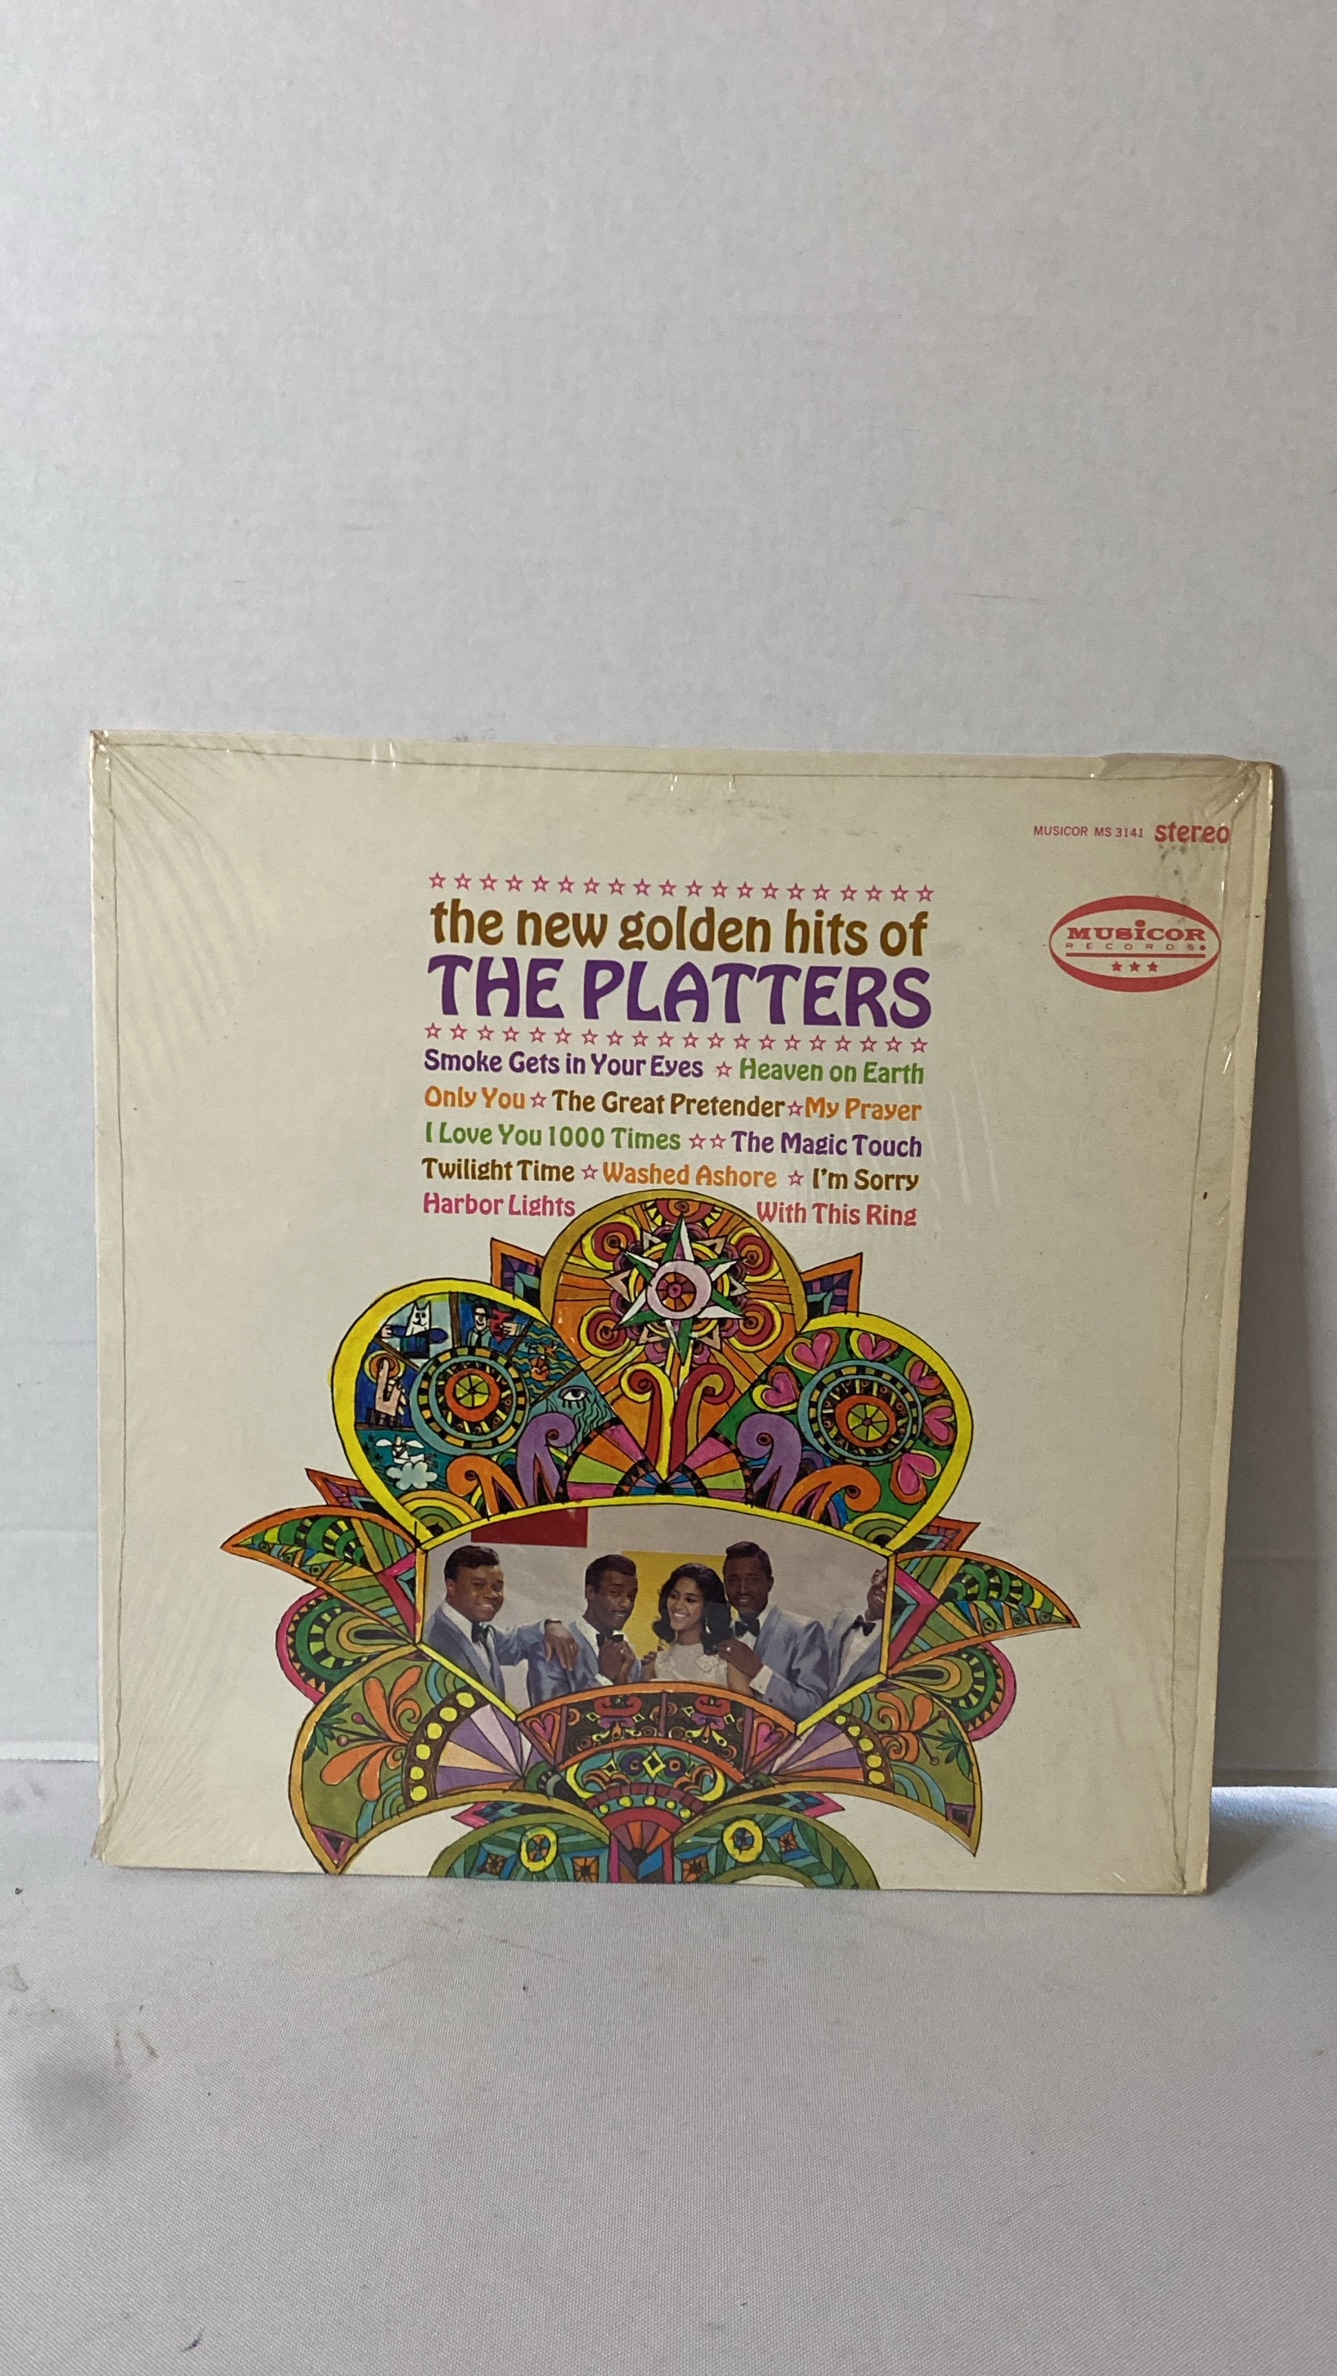 MUSICOR MS 3141 stereo
MUSICOR
RECORDS
☆☆☆☆☆☆☆☆☆☆☆☆☆☆☆☆☆☆☆☆
the new golden hits of
THE PLATTERS
☆☆☆☆☆☆☆☆☆☆☆☆☆☆☆☆☆☆☆☆
Smoke Gets in Your Eyes ☆ Heaven on Earth
Only You ☆ The Great Pretender ☆ My Prayer
I Love You 1000 Times ☆☆ The Magic Touch
Twilight Time ☆ Washed Ashore ☆ I'm Sorry
Harbor Lights With This Ring